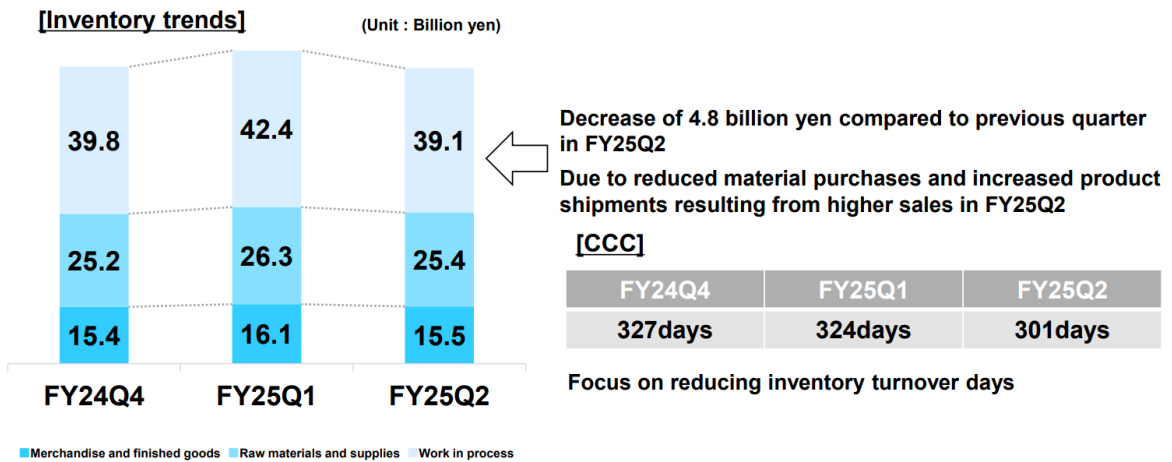 [Inventory trends]
(Unit : Billion yen)
39.8
42.4
39.1
25.2
26.3
25.4
15.4
16.1
15.5
FY24Q4
FY25Q1
FY25Q2
Merchandise and finished goods
Raw materials and supplies
Work in process
Decrease of 4.8 billion yen compared to previous quarter
in FY25Q2
Due to reduced material purchases and increased product
shipments resulting from higher sales in FY25Q2
[CCC]
FY24Q4
FY25Q1
FY25Q2
327days
324days
301days
Focus on reducing inventory turnover days